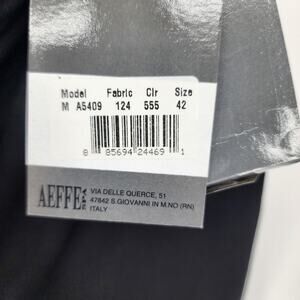 Model Fabric Clr Size
M A5409 124 555 42
8 85694 24469 1
AEFFE
VIA DELLE QUERCE, 51
47842 S.GIOVANNI IN M.NO (RN)
ITALY